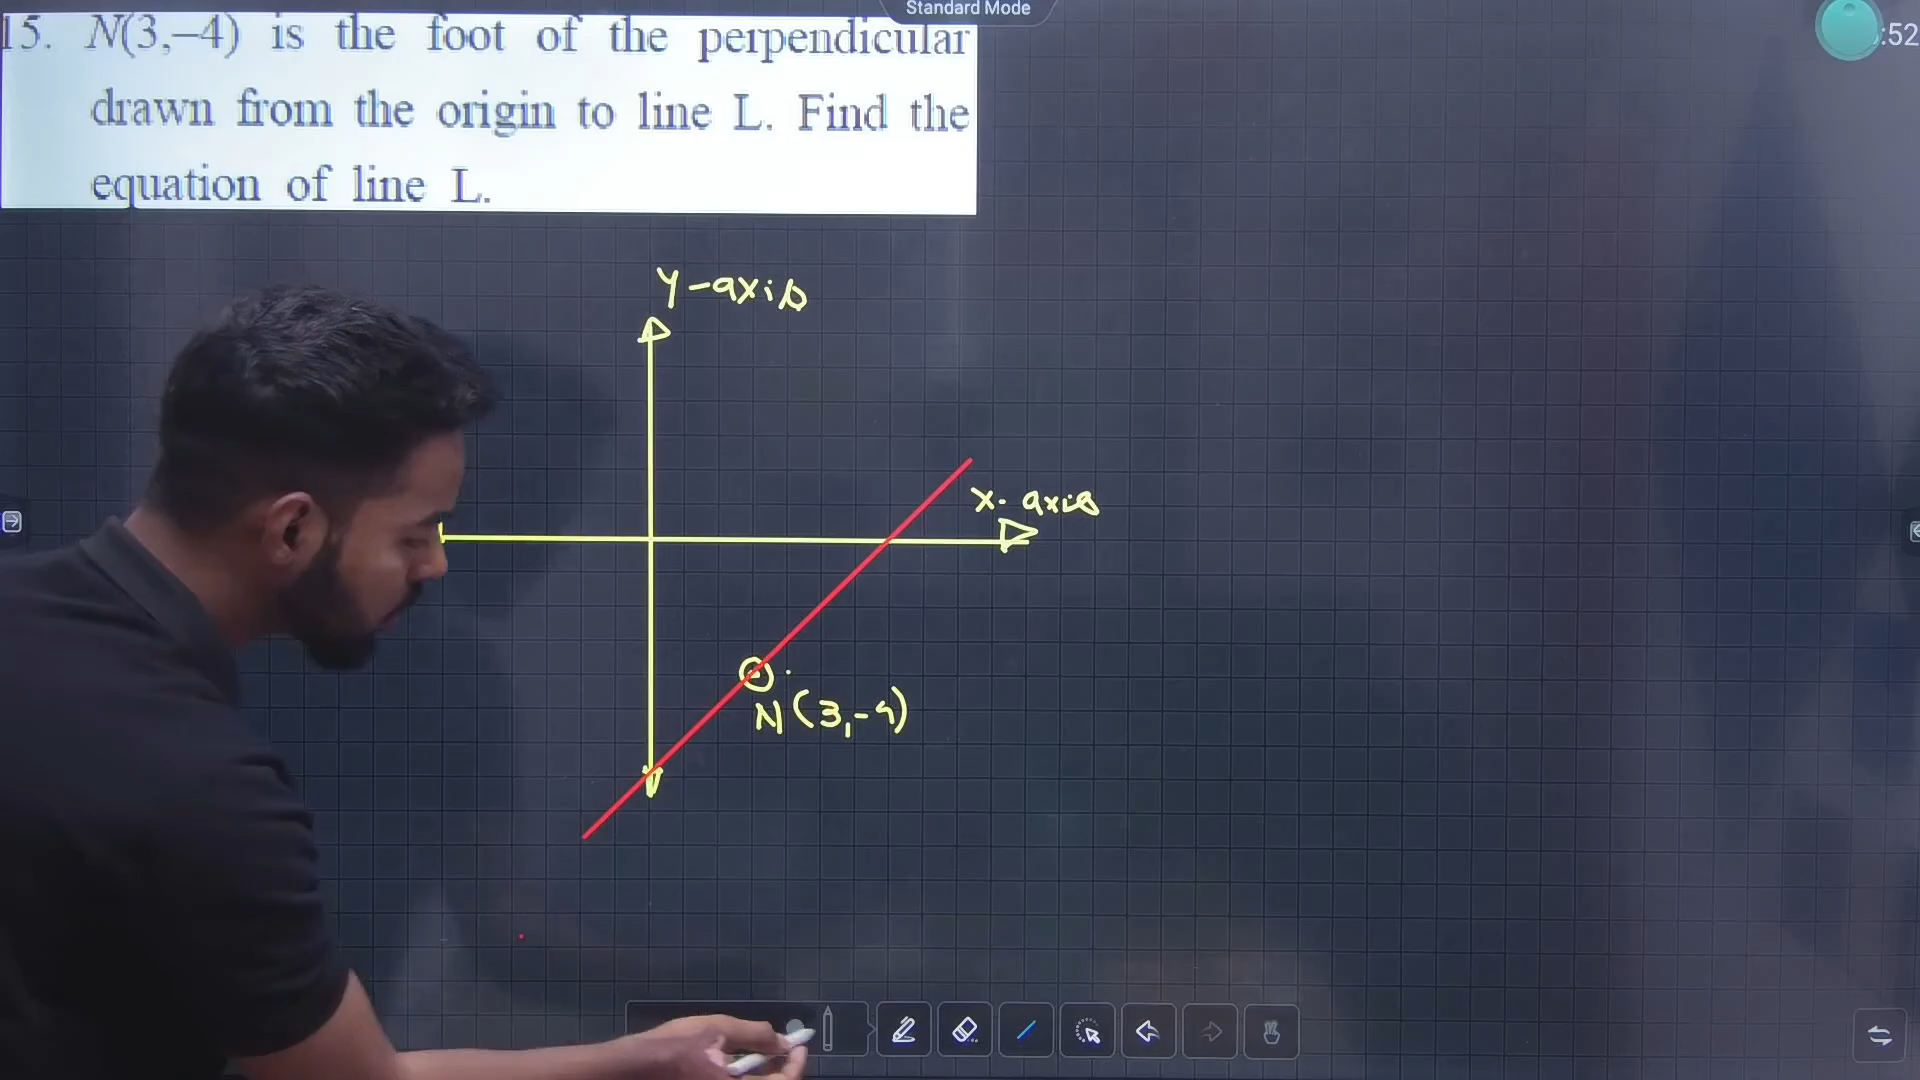 Standard Mode
:52
15. N(3,–4) is the foot of the perpendicular
drawn from the origin to line L. Find the
equation of line L.
Y-axis
X-axis
N(3,-4)